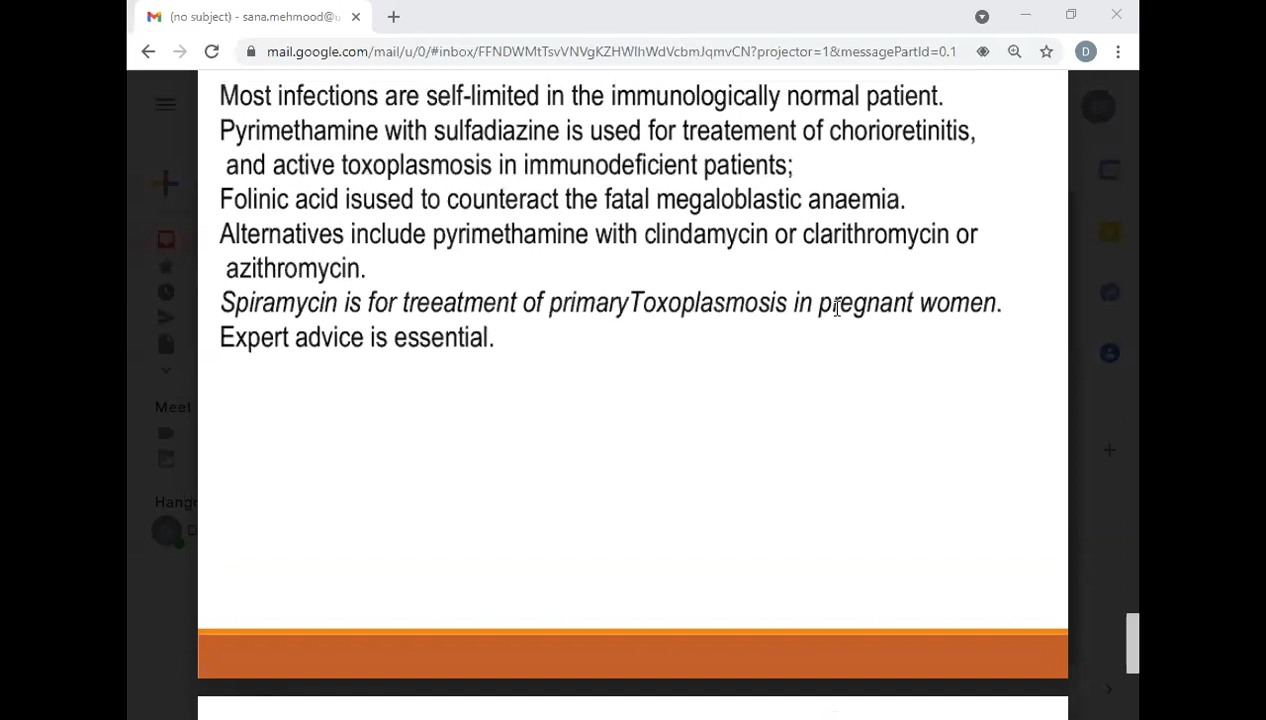 (no subject) - sana.mehmood@u
mail.google.com/mail/u/0/#inbox/FFNDWMtTsvVNVgKZHWlhWdVcbmJqmvCN?projector=1&messagePartId=0.1
D
Most infections are self-limited in the immunologically normal patient.
Pyrimethamine with sulfadiazine is used for treatement of chorioretinitis,
and active toxoplasmosis in immunodeficient patients;
Folinic acid isused to counteract the fatal megaloblastic anaemia.
Alternatives include pyrimethamine with clindamycin or clarithromycin or
azithromycin.
Spiramycin is for treeatment of primaryToxoplasmosis in pregnant women.
Expert advice is essential.
Meet
Hang
D